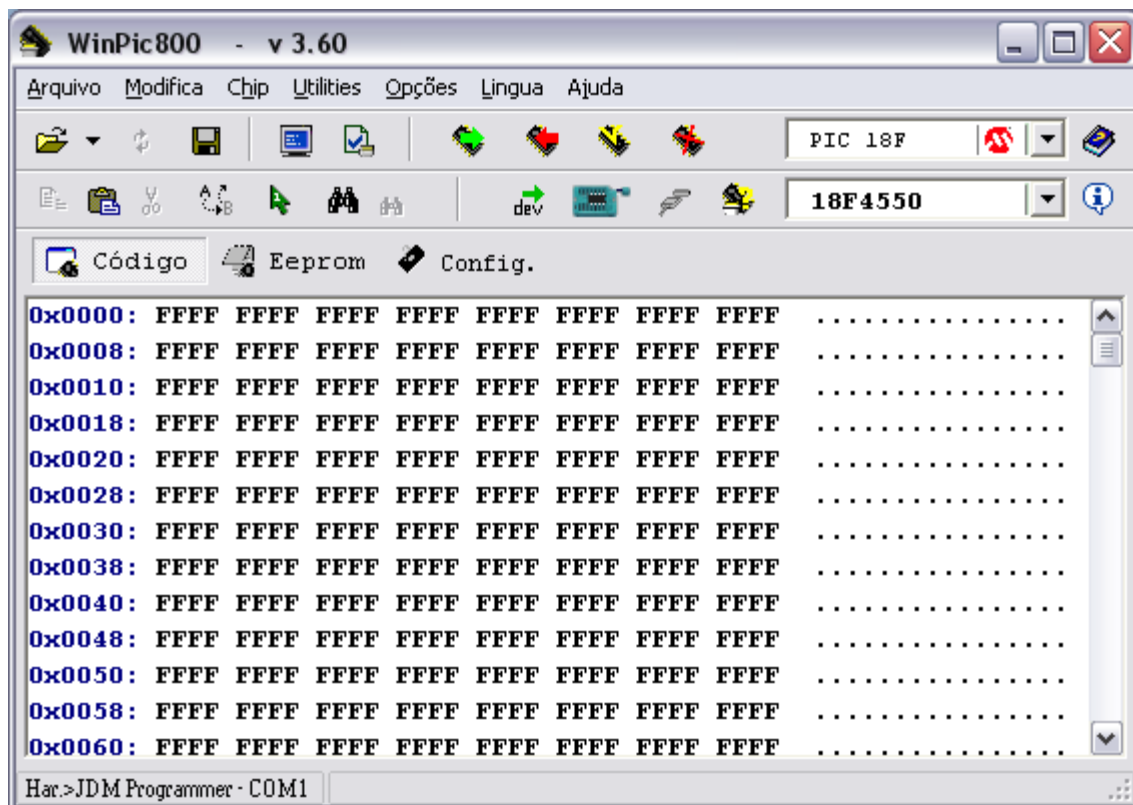 WinPic800 - v 3.60
Arquivo Modifica Chip Utilities Opções Lingua Ajuda
PIC 18F
A B dev 18F4550
Código Eeprom Config.
0x0000: FFFF FFFF FFFF FFFF FFFF FFFF FFFF FFFF ................
0x0008: FFFF FFFF FFFF FFFF FFFF FFFF FFFF FFFF ................
0x0010: FFFF FFFF FFFF FFFF FFFF FFFF FFFF FFFF ................
0x0018: FFFF FFFF FFFF FFFF FFFF FFFF FFFF FFFF ................
0x0020: FFFF FFFF FFFF FFFF FFFF FFFF FFFF FFFF ................
0x0028: FFFF FFFF FFFF FFFF FFFF FFFF FFFF FFFF ................
0x0030: FFFF FFFF FFFF FFFF FFFF FFFF FFFF FFFF ................
0x0038: FFFF FFFF FFFF FFFF FFFF FFFF FFFF FFFF ................
0x0040: FFFF FFFF FFFF FFFF FFFF FFFF FFFF FFFF ................
0x0048: FFFF FFFF FFFF FFFF FFFF FFFF FFFF FFFF ................
0x0050: FFFF FFFF FFFF FFFF FFFF FFFF FFFF FFFF ................
0x0058: FFFF FFFF FFFF FFFF FFFF FFFF FFFF FFFF ................
0x0060: FFFF FFFF FFFF FFFF FFFF FFFF FFFF FFFF ................
Har.>JDM Programmer - COM1